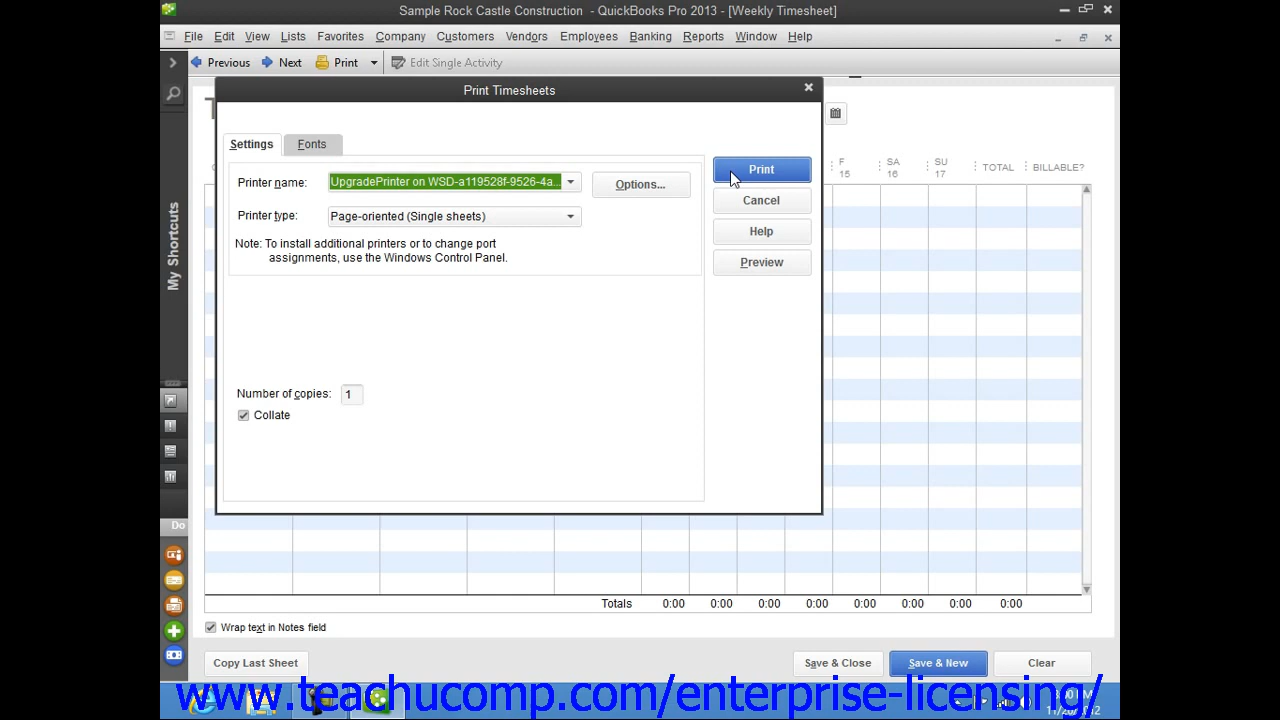 Sample Rock Castle Construction - QuickBooks Pro 2013 - [Weekly Timesheet]
File Edit View Lists Favorites Company Customers Vendors Employees Banking Reports Window Help
Previous Next Print Edit Single Activity
Print Timesheets
Settings Fonts
Printer name: UpgradePrinter on WSD-a119528f-9526-4a... Options...
Printer type: Page-oriented (Single sheets)
Note: To install additional printers or to change port
assignments, use the Windows Control Panel.
Number of copies: 1
Collate
Print
Cancel
Help
Preview
F 15 SA 16 SU 17 TOTAL BILLABLE?
My Shortcuts
Do
Totals 0:00 0:00 0:00 0:00 0:00 0:00 0:00 0:00
Wrap text in Notes field
Copy Last Sheet Save & Close Save & New Clear
www.teachucomp.com/enterprise-licensing/